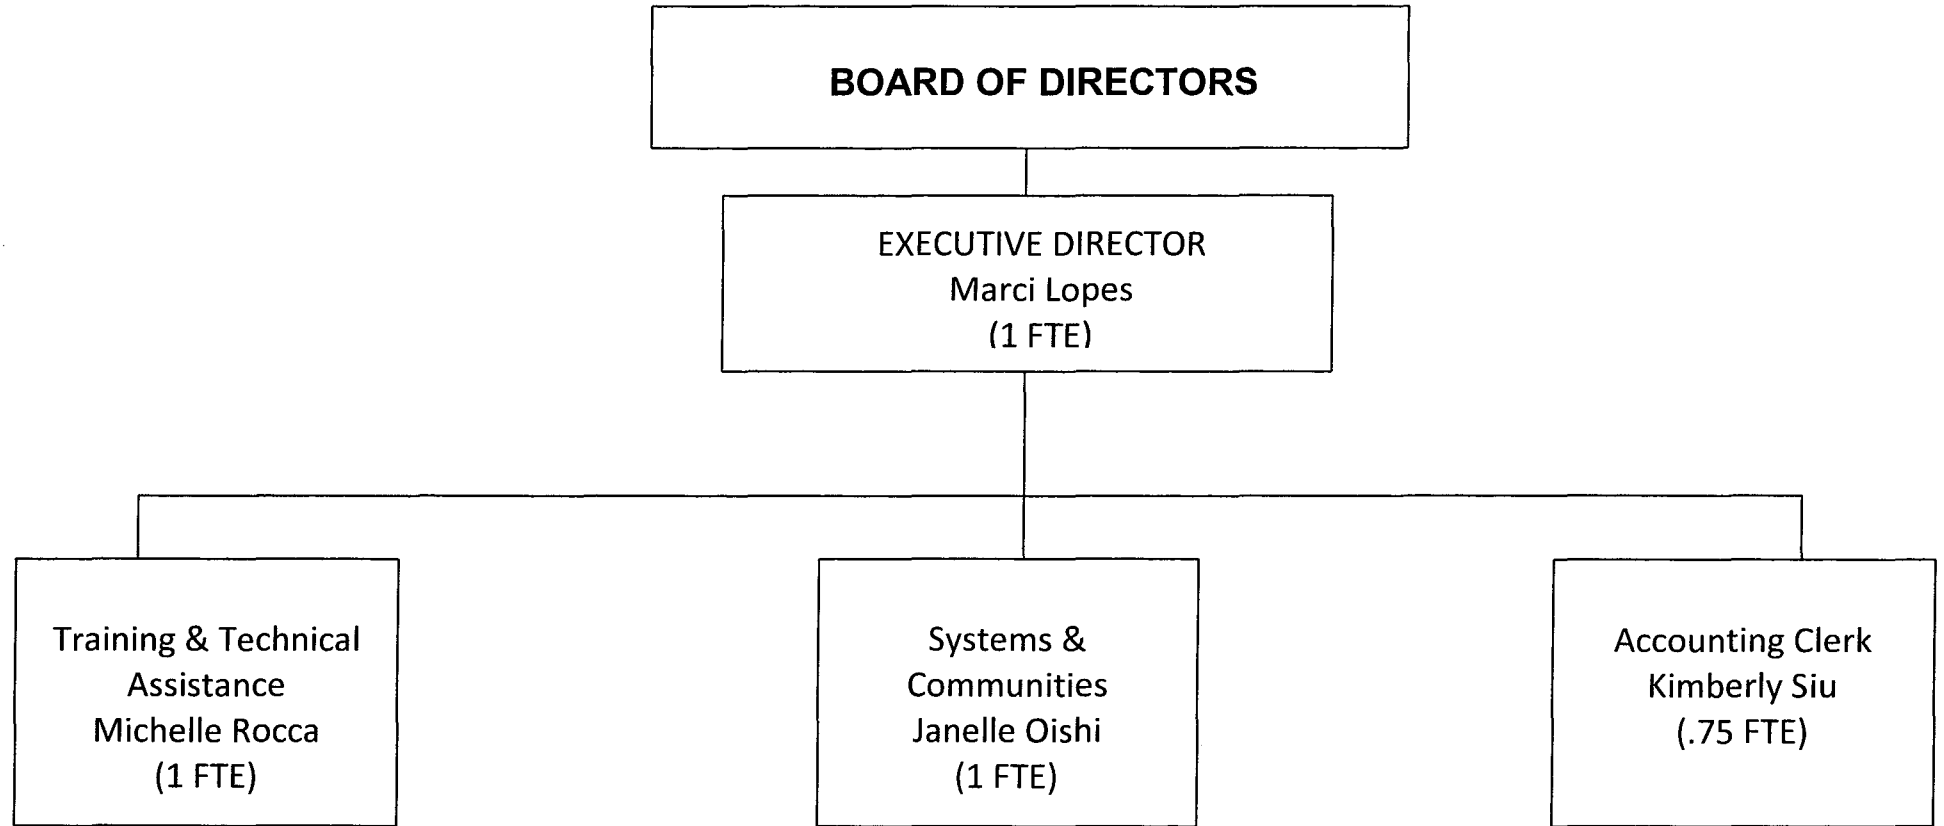 BOARD OF DIRECTORS
EXECUTIVE DIRECTOR
Marci Lopes
(1 FTE)
Training & Technical
Assistance
Michelle Rocca
(1 FTE)
Systems &
Communities
Janelle Oishi
(1 FTE)
Accounting Clerk
Kimberly Siu
(.75 FTE)